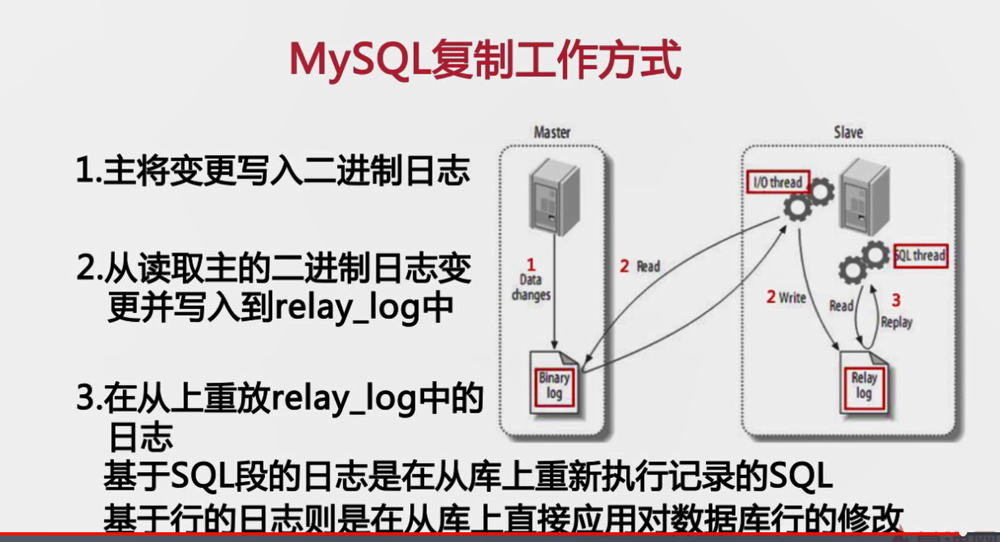 MySQL复制工作方式
1.主将变更写入二进制日志
2.从读取主的二进制日志变
更并写入到relay_log中
3.在从上重放relay_log中的
日志
基于SQL段的日志是在从库上重新执行记录的SQL
基于行的日志则是在从库上直接应用对数据库行的修改
Master
1
Data
changes
Binary
log
2 Read
Slave
I/O thread
SQL thread
2 Write
Read
3
Replay
Relay
log